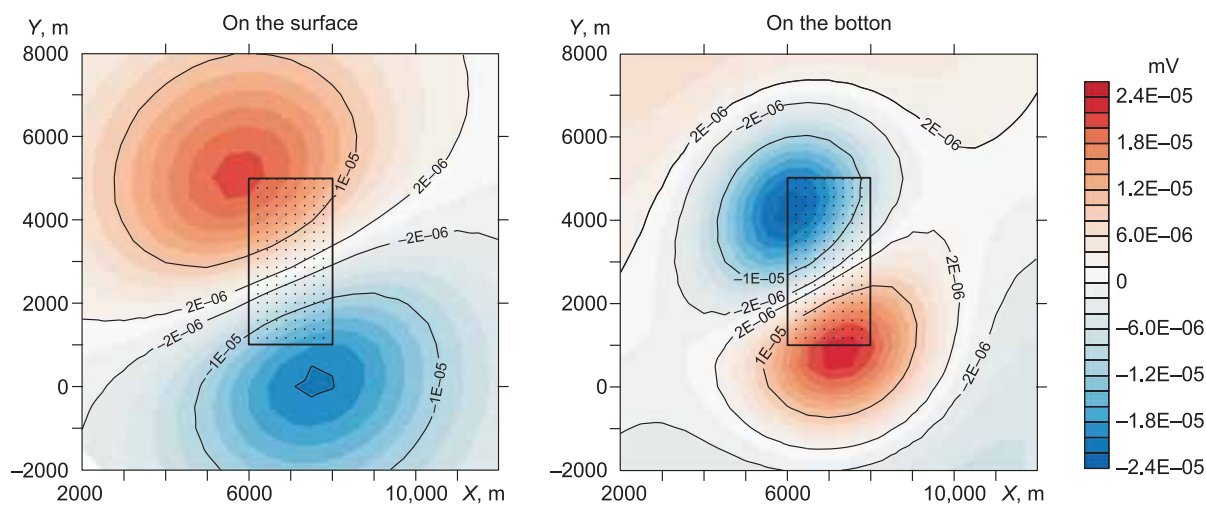 Y, m
On the surface
8000
6000
4000
2000
0
–2000
2000
6000
10,000
X, m
1E–05
2E–06
–2E–06
2E–06
–2E–06
–1E–05
–1E–05
Y, m
On the botton
8000
6000
4000
2000
0
–2000
2000
6000
10,000
X, m
2E–06
–2E–06
2E–06
–1E–05
–2E–06
2E–06
1E–05
2E–06
–2E–06
mV
2.4E–05
1.8E–05
1.2E–05
6.0E–06
0
–6.0E–06
–1.2E–05
–1.8E–05
–2.4E–05